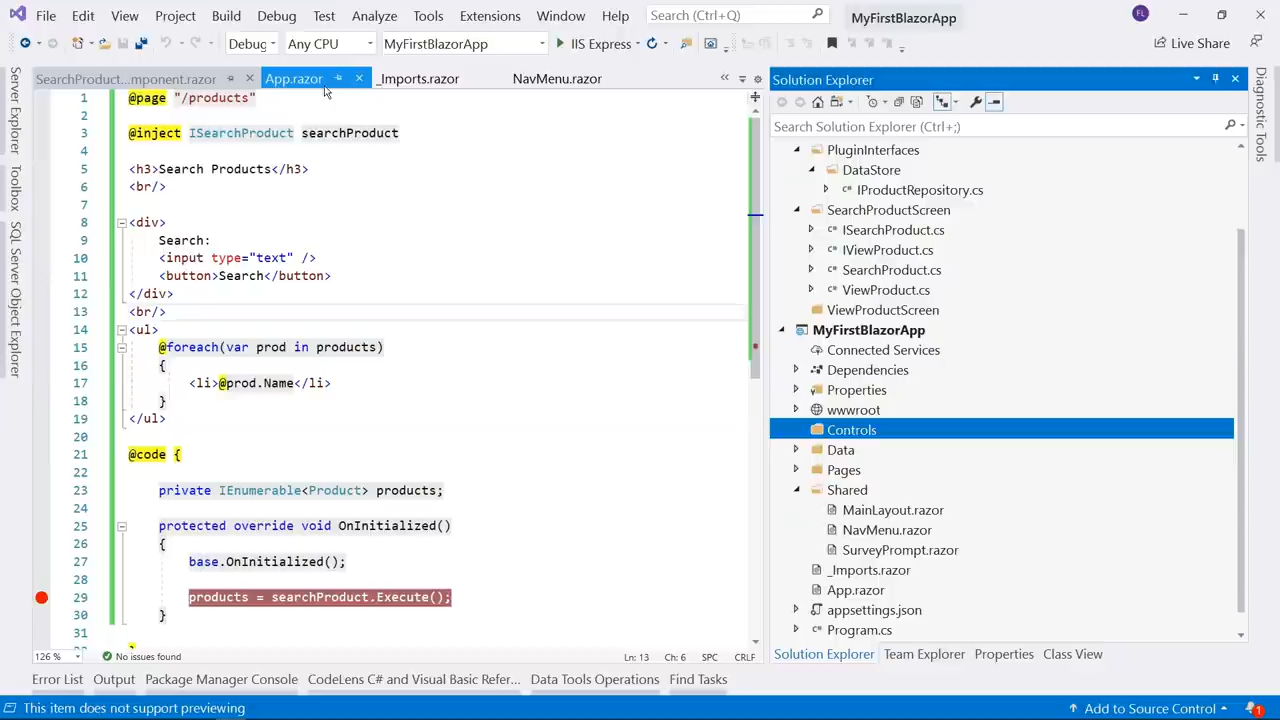 File Edit View Project Build Debug Test Analyze Tools Extensions Window Help Search (Ctrl+Q) MyFirstBlazorApp FL
Debug Any CPU MyFirstBlazorApp IIS Express Live Share
SearchProduct...mponent.razor App.razor _Imports.razor NavMenu.razor
Server Explorer
Toolbox
SQL Server Object Explorer
1 @page "/products"
2
3 @inject ISearchProduct searchProduct
4
5 <h3>Search Products</h3>
6 <br/>
7
8 <div>
9 Search:
10 <input type="text" />
11 <button>Search</button>
12 </div>
13 <br/>
14 <ul>
15 @foreach(var prod in products)
16 {
17 <li>@prod.Name</li>
18 }
19 </ul>
20
21 @code {
22
23 private IEnumerable<Product> products;
24
25 protected override void OnInitialized()
26 {
27 base.OnInitialized();
28
29 products = searchProduct.Execute();
30 }
31
126 % No issues found Ln: 13 Ch: 6 SPC CRLF
Solution Explorer
Search Solution Explorer (Ctrl+;)
PluginInterfaces
DataStore
C# IProductRepository.cs
SearchProductScreen
C# ISearchProduct.cs
C# IViewProduct.cs
C# SearchProduct.cs
C# ViewProduct.cs
ViewProductScreen
MyFirstBlazorApp
Connected Services
Dependencies
Properties
wwwroot
Controls
Data
Pages
Shared
MainLayout.razor
NavMenu.razor
SurveyPrompt.razor
_Imports.razor
App.razor
appsettings.json
C# Program.cs
Solution Explorer Team Explorer Properties Class View
Diagnostic Tools
Error List Output Package Manager Console CodeLens C# and Visual Basic Refer... Data Tools Operations Find Tasks
This item does not support previewing Add to Source Control 1